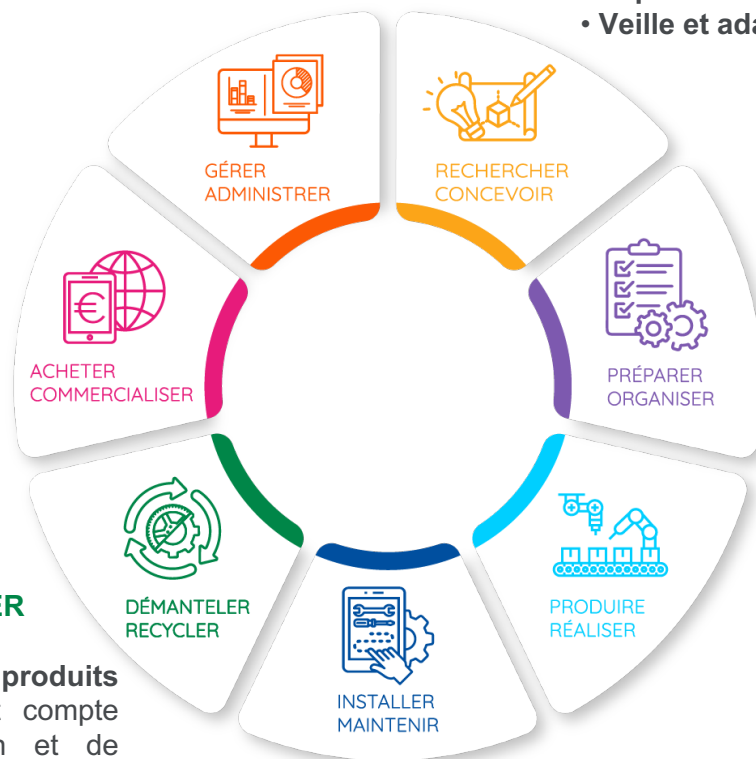 • Veille et ada
GÉRER
ADMINISTRER
RECHERCHER
CONCEVOIR
PRÉPARER
ORGANISER
PRODUIRE
RÉALISER
INSTALLER
MAINTENIR
DÉMANTELER
RECYCLER
ACHETER
COMMERCIALISER
€
ER
produits
compte
et de